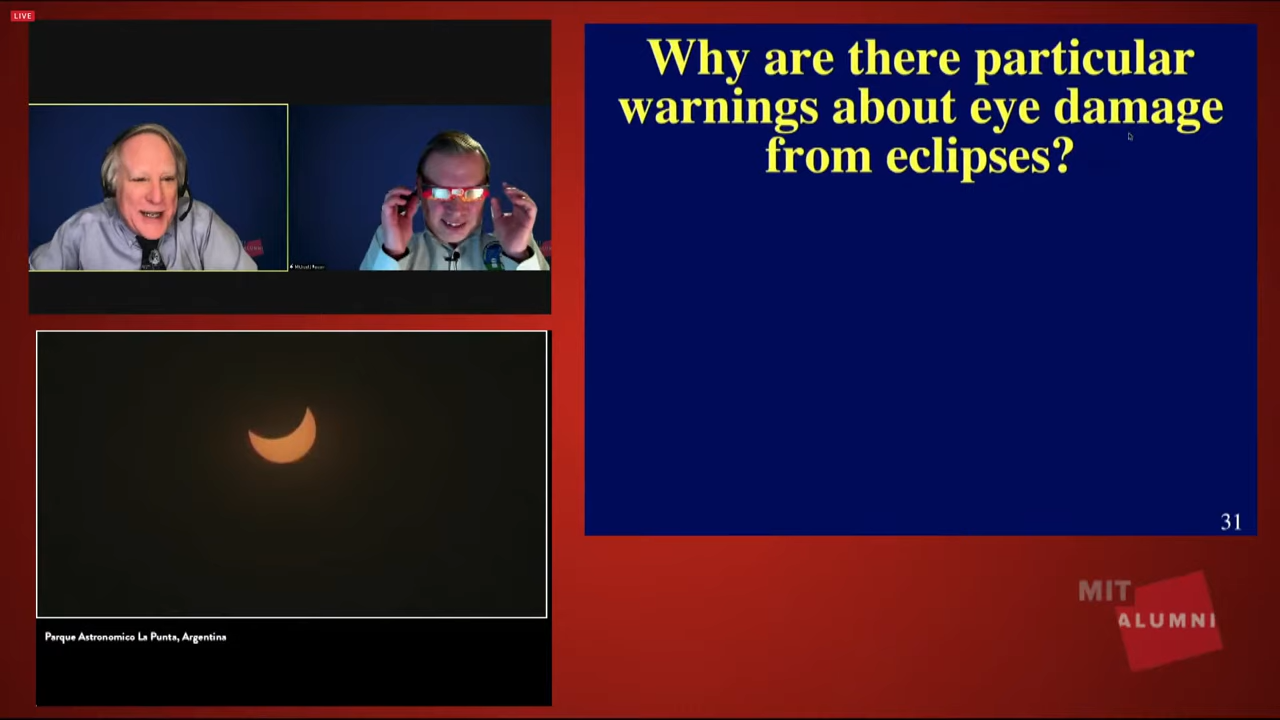 LIVE
Why are there particular
warnings about eye damage
from eclipses?
31
Parque Astronomico La Punta, Argentina
MIT
ALUMNI